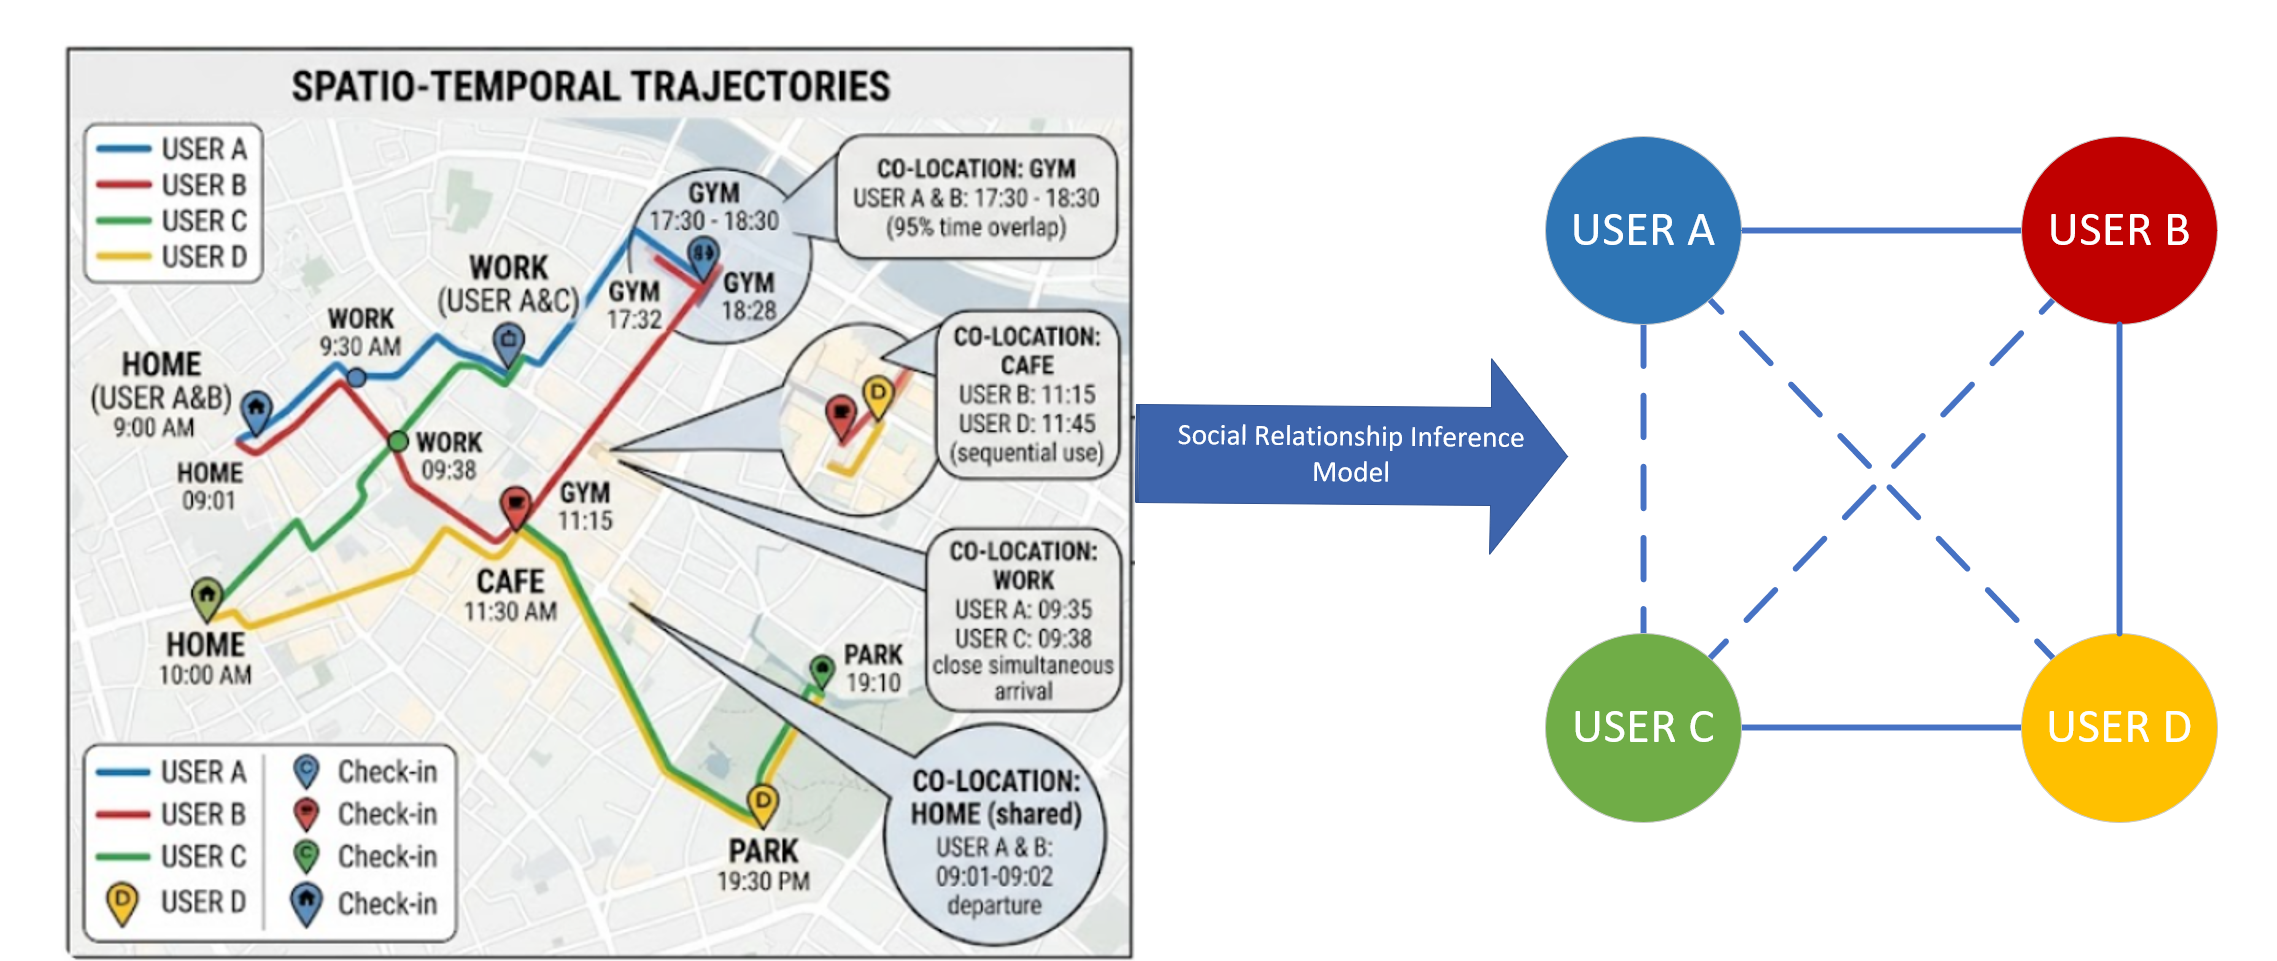 SPATIO-TEMPORAL TRAJECTORIES
USER A
USER B
USER C
USER D
CO-LOCATION: GYM
USER A & B: 17:30 - 18:30
(95% time overlap)
GYM
17:30 - 18:30
GYM
17:32
GYM
18:28
WORK
(USER A&C)
WORK
9:30 AM
HOME
(USER A&B)
9:00 AM
HOME
09:01
WORK
09:38
GYM
11:15
CAFE
11:30 AM
HOME
10:00 AM
D
CO-LOCATION:
CAFE
USER B: 11:15
USER D: 11:45
(sequential use)
CO-LOCATION:
WORK
USER A: 09:35
USER C: 09:38
close simultaneous
arrival
PARK
19:10
D
PARK
19:30 PM
CO-LOCATION:
HOME (shared)
USER A & B:
09:01-09:02
departure
USER A
USER B
USER C
D USER D
C Check-in
Check-in
C Check-in
Check-in
Social Relationship Inference
Model
USER A
USER B
USER C
USER D